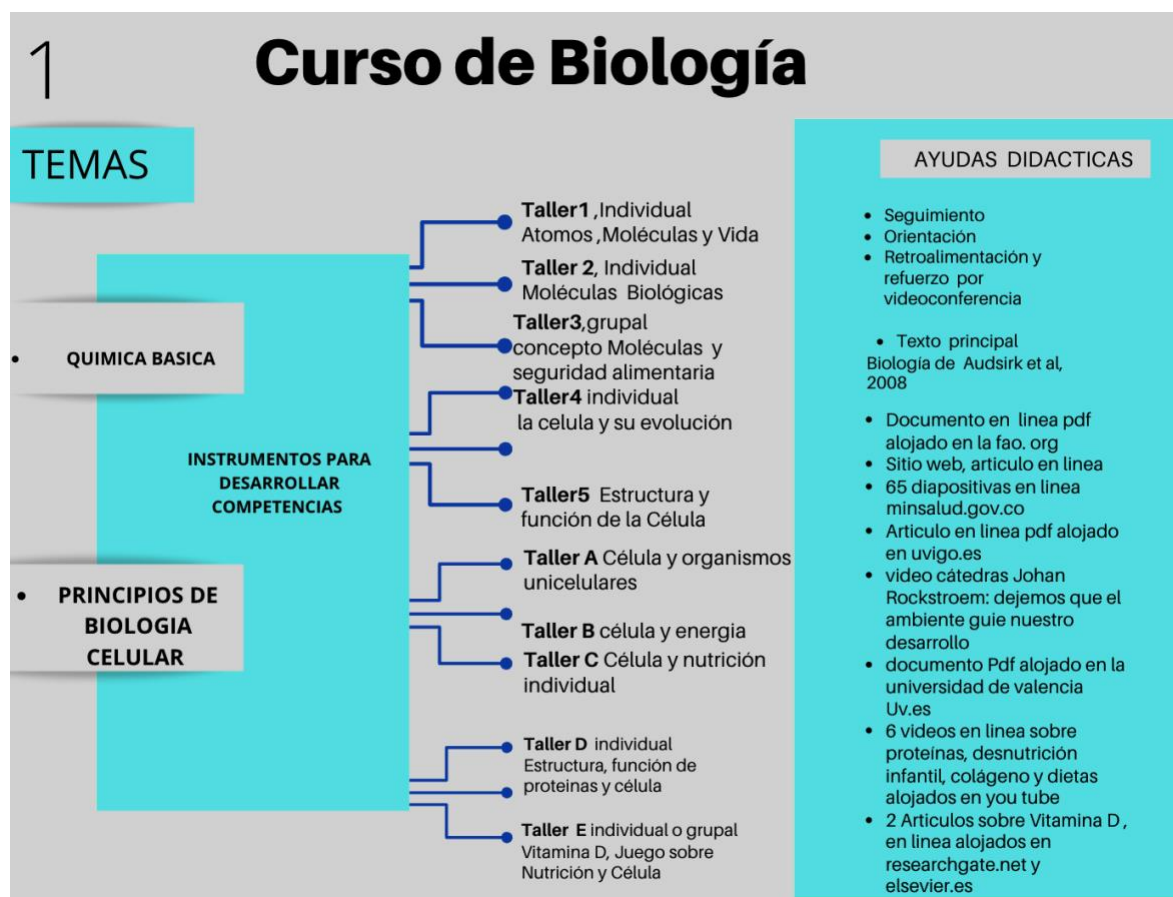 1
Curso de Biología
TEMAS
• QUIMICA BASICA
• PRINCIPIOS DE
BIOLOGIA
CELULAR
INSTRUMENTOS PARA
DESARROLLAR
COMPETENCIAS
Taller1 ,Individual
Atomos ,Moléculas y Vida
Taller 2, Individual
Moléculas Biológicas
Taller3,grupal
concepto Moléculas y
seguridad alimentaria
Taller4 individual
la celula y su evolución
Taller5 Estructura y
función de la Célula
Taller A Célula y organismos
unicelulares
Taller B célula y energia
Taller C Célula y nutrición
individual
Taller D individual
Estructura, función de
proteinas y célula
Taller E individual o grupal
Vitamina D, Juego sobre
Nutrición y Célula
AYUDAS DIDACTICAS
• Seguimiento
• Orientación
• Retroalimentación y
refuerzo por
videoconferencia
• Texto principal
Biología de Audsirk et al,
2008
• Documento en linea pdf
alojado en la fao. org
• Sitio web, articulo en linea
• 65 diapositivas en linea
minsalud.gov.co
• Articulo en linea pdf alojado
en uvigo.es
• video cátedras Johan
Rockstroem: dejemos que el
ambiente guie nuestro
desarrollo
• documento Pdf alojado en la
universidad de valencia
Uv.es
• 6 videos en linea sobre
proteínas, desnutrición
infantil, colágeno y dietas
alojados en you tube
• 2 Articulos sobre Vitamina D ,
en linea alojados en
researchgate.net y
elsevier.es